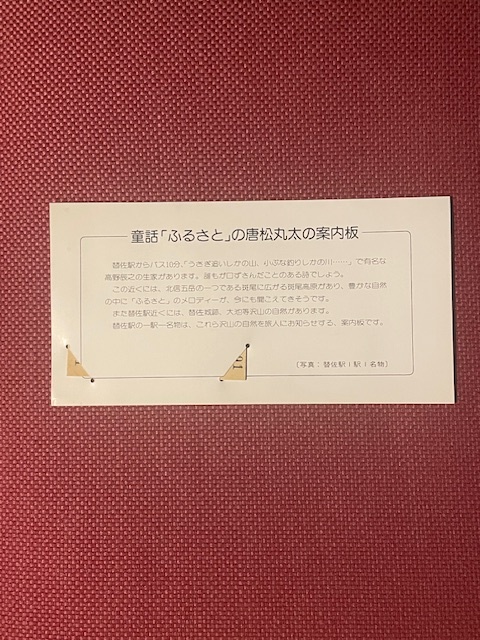 童話「ふるさと」の唐松丸太の案内板
替佐駅からバス10分、「うさぎ追いしかの山、小ぶな釣りしかの川……」で有名な
高野辰之の生家があります。誰もが口ずさんだことのある詩でしょう。
この近くには、北信五岳の一つである斑尾に広がる斑尾高原があり、豊かな自然
の中に「ふるさと」のメロディーが、今にも聞こえてきそうです。
また替佐駅近くには、替佐城跡、大池等沢山の自然があります。
替佐駅の一駅一名物は、これら沢山の自然を旅人にお知らせする、案内板です。
〔写真：替佐駅1駅1名物〕